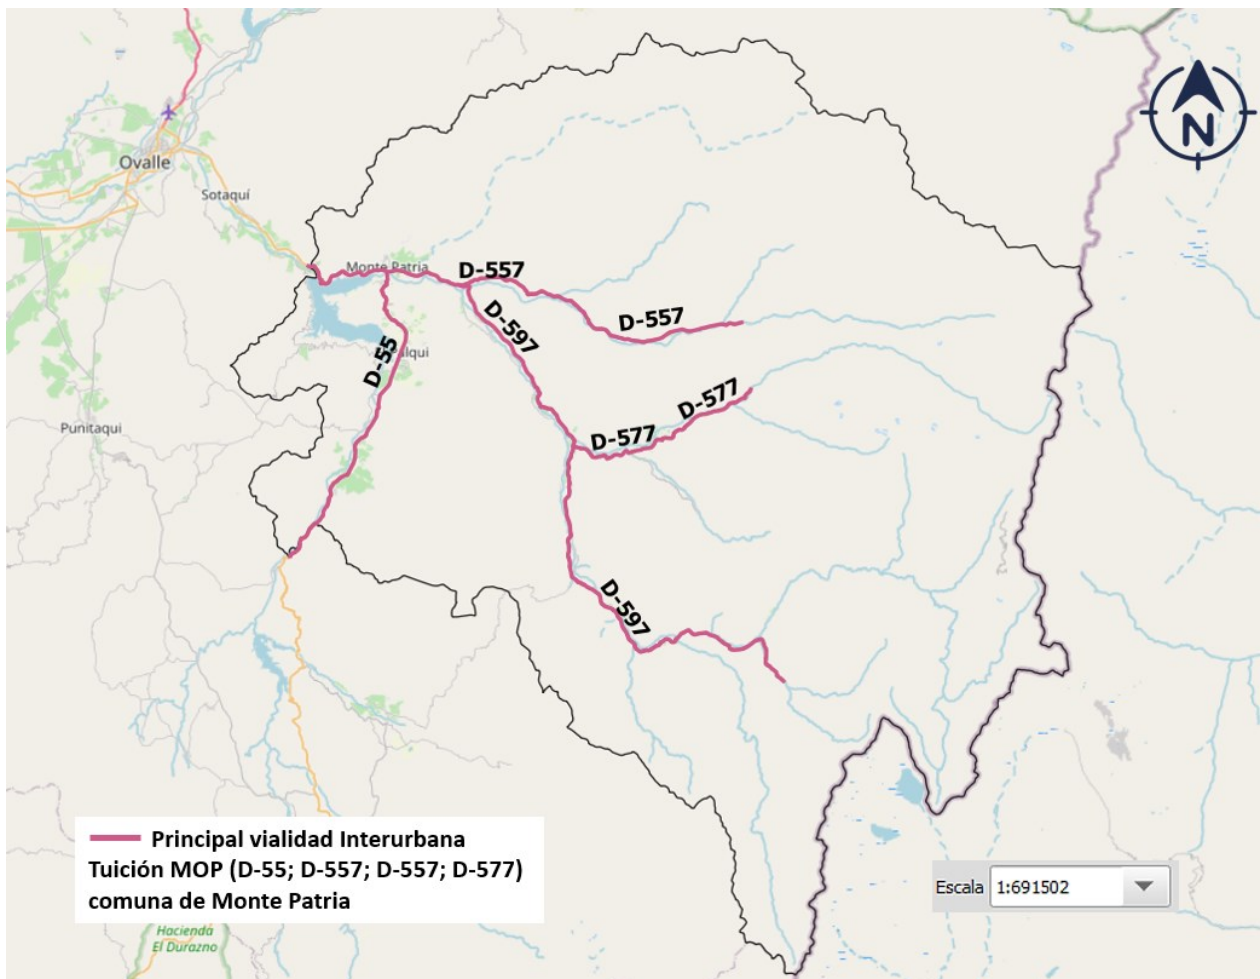 N
Ovalle
Sotaquí
Monte Patria
D-557
D-557
D-597
D-55
alqui
D-577
D-577
Punitaqui
D-597
Principal vialidad Interurbana
Tuición MOP (D-55; D-557; D-557; D-577)
comuna de Monte Patria
Escala 1:691502
Hacienda
El Durazno